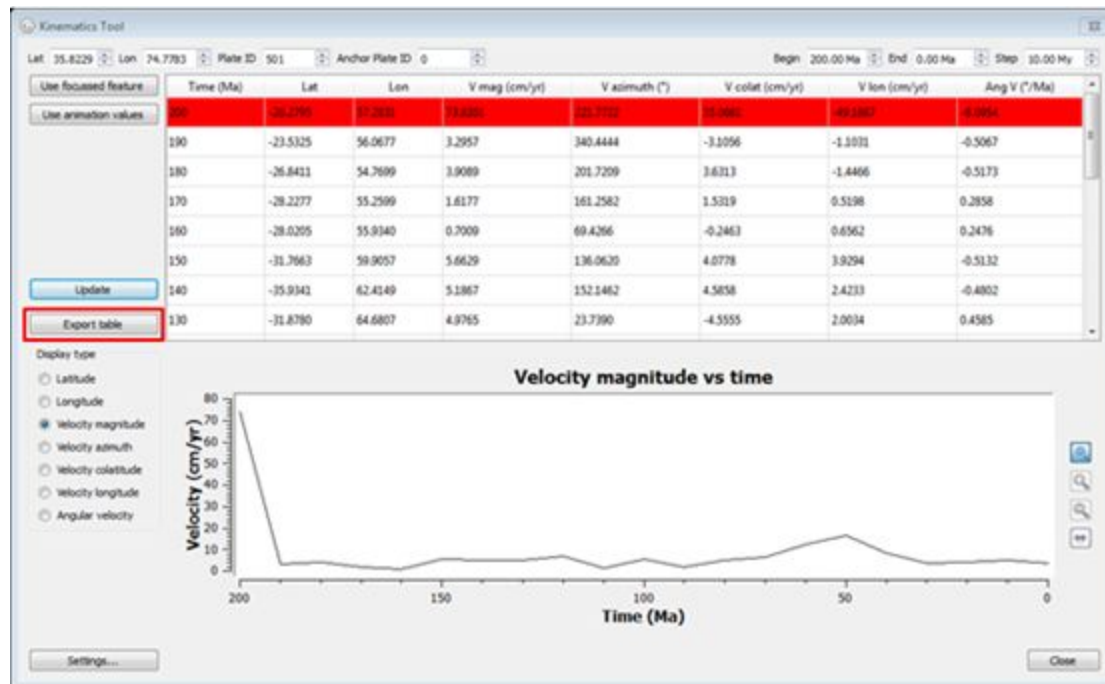 Kinematics Tool
Lat 35.8229 Lon 74.7783 Plate ID 501 Anchor Plate ID 0 Begin 200.00 Ma End 0.00 Ma Step 10.00 My
Use focussed feature
Use animation values
Time (Ma) Lat Lon V mag (cm/yr) V azimuth (°) V colat (cm/yr) V lon (cm/yr) Ang V (°/Ma)
200
190 -23.5325 56.0677 3.2957 340.4444 -3.1056 -1.1031 -0.5067
180 -26.8411 54.7699 3.9089 201.7209 3.6313 -1.4466 -0.5173
170 -28.2277 55.2599 1.6177 161.2582 1.5319 0.5198 0.2858
160 -28.0205 55.9340 0.7009 69.4266 -0.2463 0.6562 0.2476
150 -31.7663 59.9057 5.6629 136.0620 4.0778 3.9294 -0.5132
Update
140 -35.9341 62.4149 5.1867 152.1462 4.5858 2.4233 -0.4802
Export table
130 -31.8780 64.6807 4.9765 23.7390 -4.5555 2.0034 0.4585
Display type
Latitude
Longitude
Velocity magnitude
Velocity azimuth
Velocity colatitude
Velocity longitude
Angular velocity
Velocity magnitude vs time
Velocity (cm/yr)
80
70
60
50
40
30
20
10
0
200 150 100 50 0
Time (Ma)
Settings...
Close